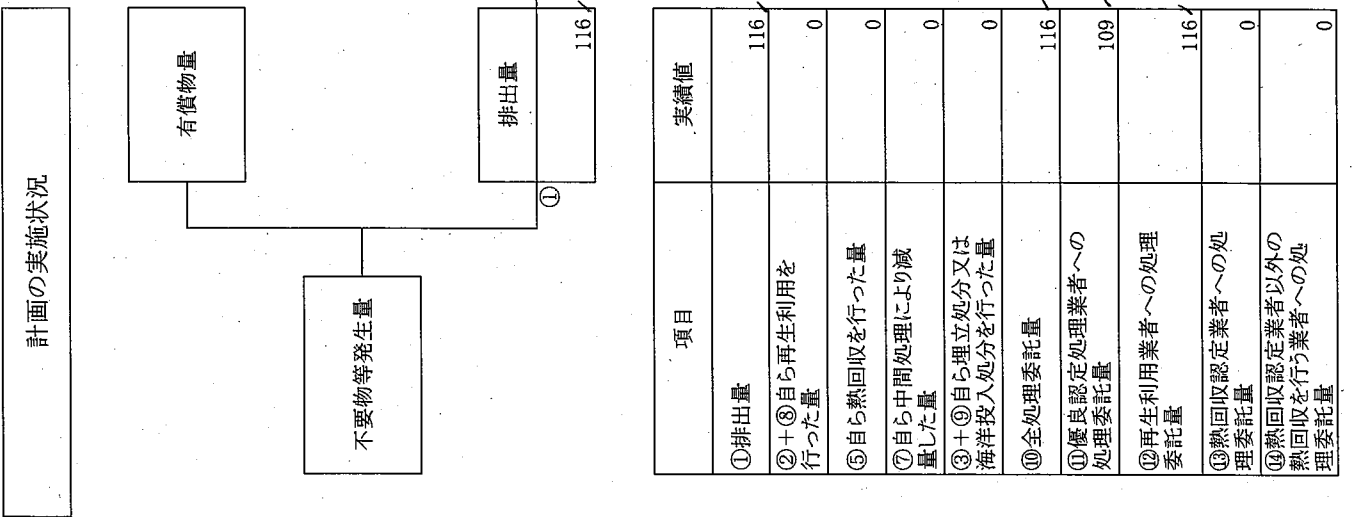 計画の実施状況
有償物量
不要物等発生量
排出量
①
116
項目
実績値
①排出量
116
②+⑧自ら再生利用を
行った量
0
⑤自ら熱回収を行った量
0
⑦自ら中間処理により減
量した量
0
③+⑨自ら埋立処分又は
海洋投入処分を行った量
0
⑩全処理委託量
116
⑪優良認定処理業者への
処理委託量
109
⑫再生利用業者への処理
委託量
116
⑬熱回収認定業者への処
理委託量
0
⑭熱回収認定業者以外の
熱回収を行う業者への処
理委託量
0